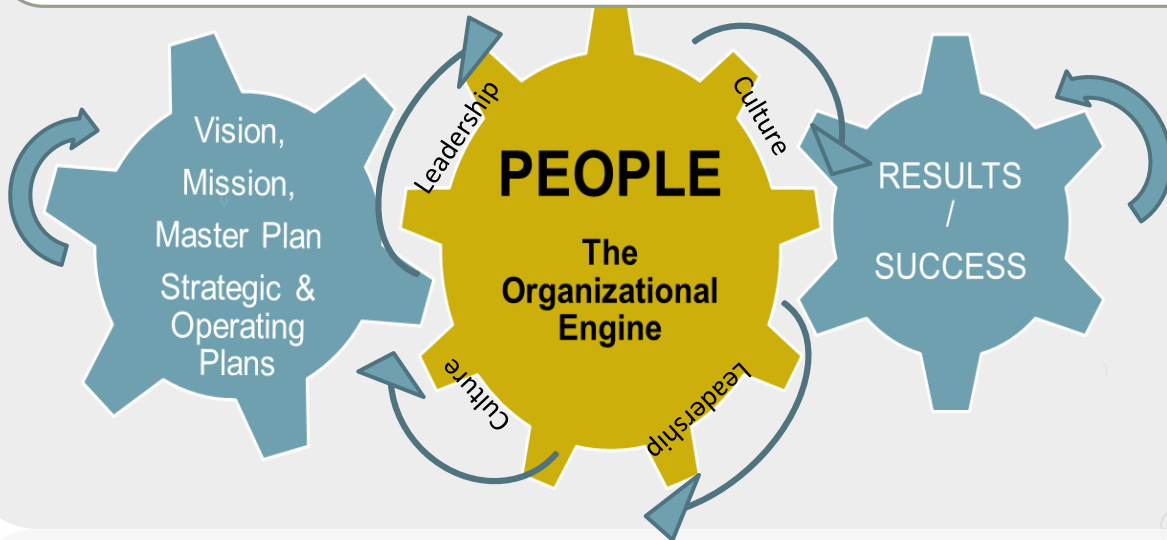 Vision,
Mission,
Master Plan
Strategic &
Operating
Plans
Leadership
Culture
PEOPLE
The
Organizational
Engine
Culture
Leadership
RESULTS
/
SUCCESS